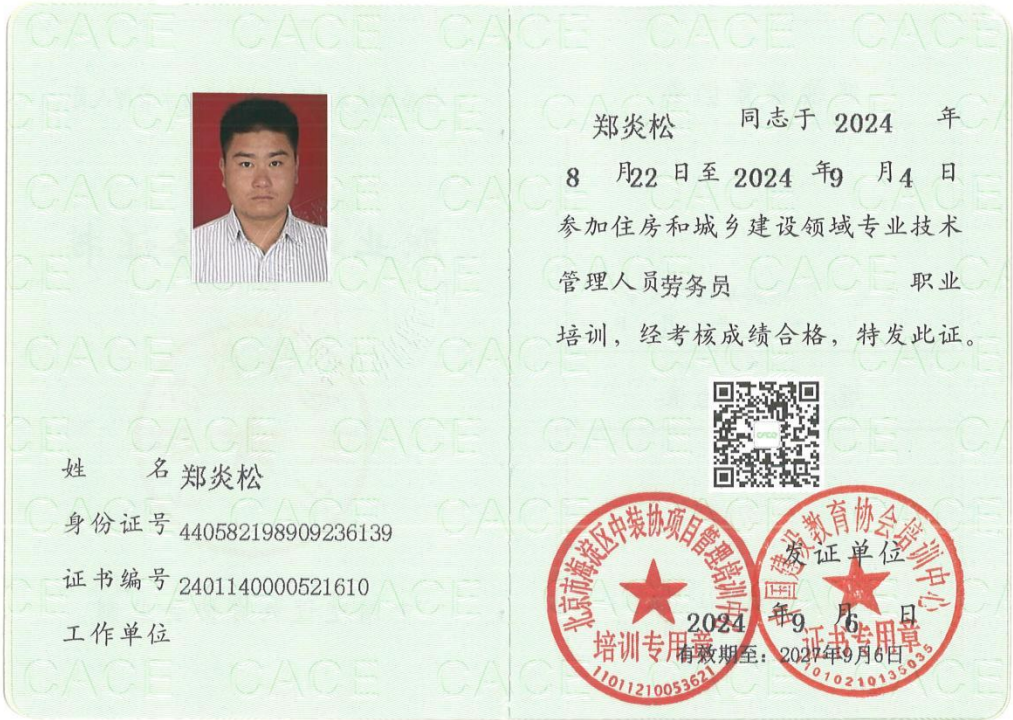 姓 名 郑炎松
身份证号 440582198909236139
证书编号 2401140000521610
工作单位
郑炎松 同志于 2024 年
8 月22 日至 2024 年9 月4 日
参加住房和城乡建设领域专业技术
管理人员劳务员 职业
培训，经考核成绩合格，特发此证。
CACE
北京市海淀区中装协项目管理培训中
培训专用章
11011210053621
中国建设教育协会培训中心
发证单位
证书专用章
1010210135035
2024 年9 月6 日
有效期至：2027年9月6日